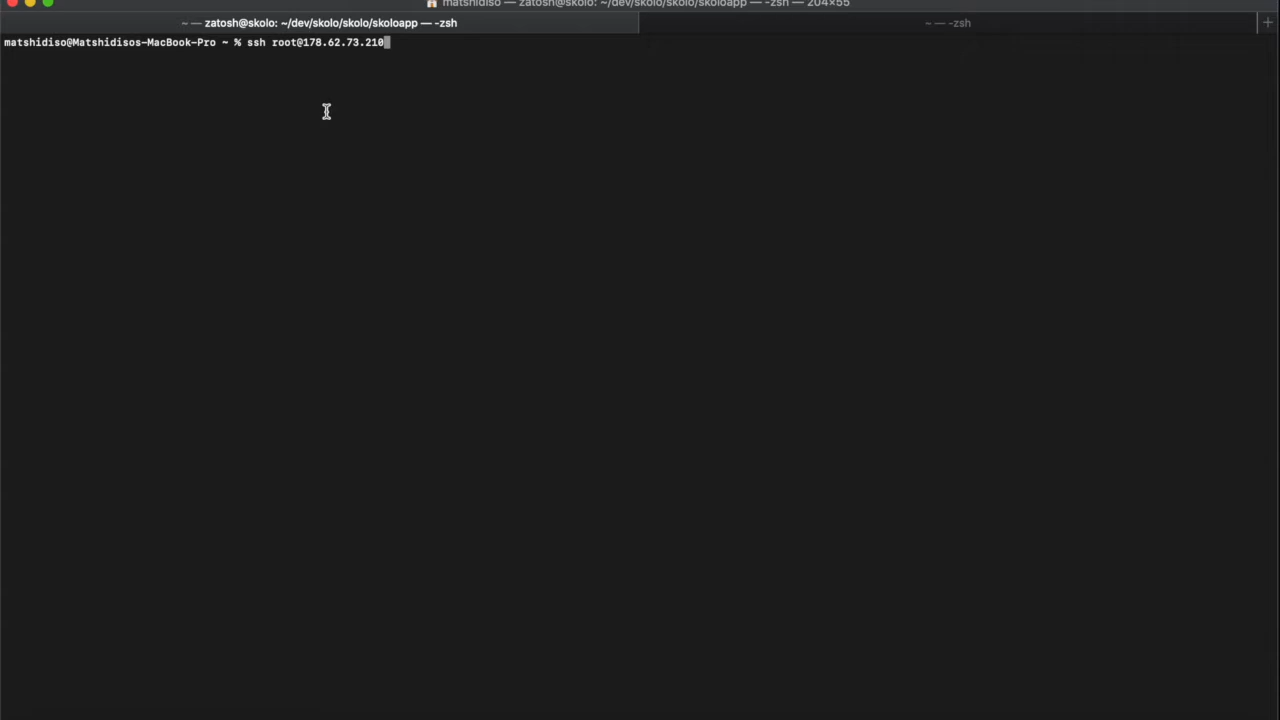 matshidiso — zatosh@skolo: ~/dev/skolo/skolo/skoloapp — -zsh — 204×55
~ — zatosh@skolo: ~/dev/skolo/skolo/skoloapp — -zsh
~ — -zsh
matshidiso@Matshidisos-MacBook-Pro ~ % ssh root@178.62.73.210